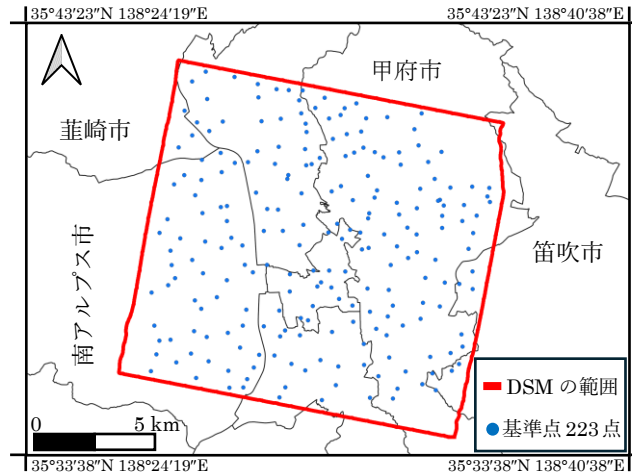 35°43′23″N 138°24′19″E
35°43′23″N 138°40′38″E
甲府市
韮崎市
笛吹市
南アルプス市
DSM の範囲
基準点 223 点
0 5 km
35°33′38″N 138°24′19″E
35°33′38″N 138°40′38″E